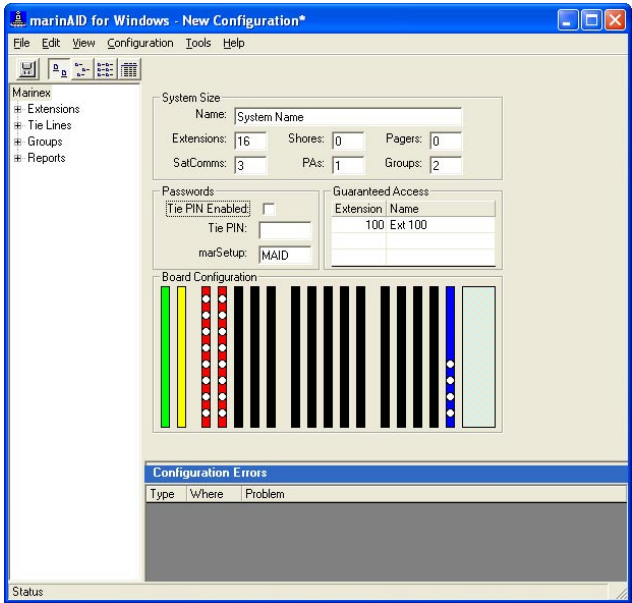 marinAID for Windows - New Configuration*
File Edit View Configuration Tools Help
Marinex
Extensions
Tie Lines
Groups
Reports
System Size
Name: System Name
Extensions: 16 Shores: 0 Pagers: 0
SatComms: 3 PAs: 1 Groups: 2
Passwords
Tie PIN Enabled:
Tie PIN:
marSetup: MAID
Guaranteed Access
Extension Name
100 Ext 100
Board Configuration
Configuration Errors
Type Where Problem
Status